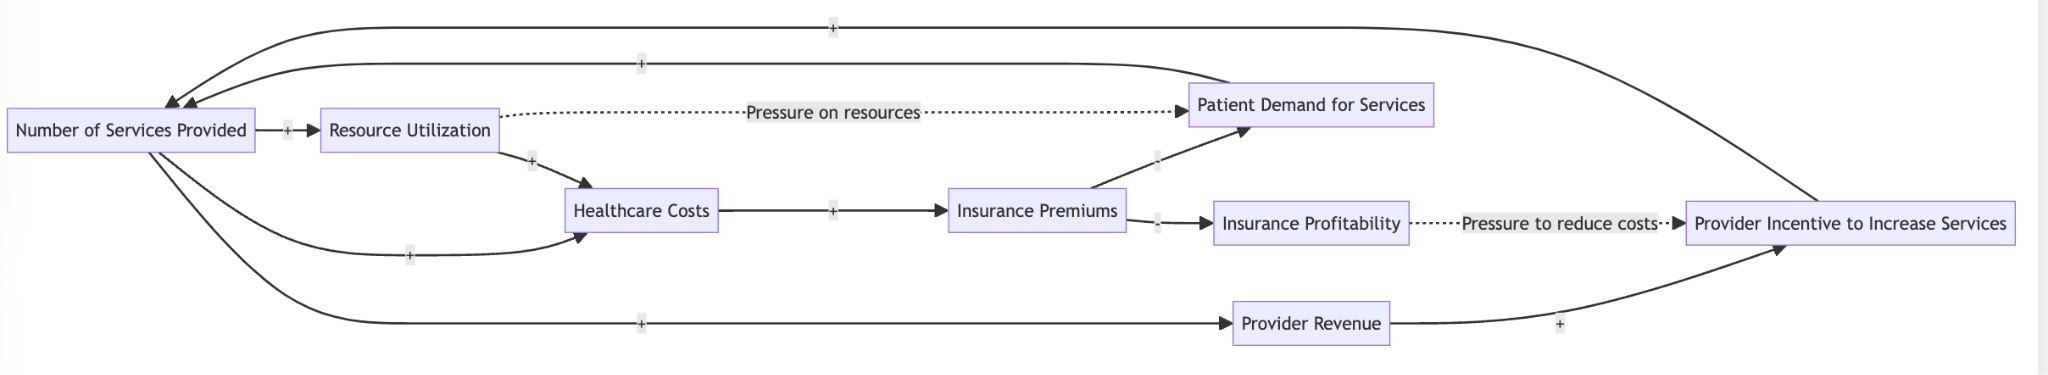 +
+
Patient Demand for Services
Pressure on resources
Number of Services Provided
+
Resource Utilization
+
-
Healthcare Costs
+
Insurance Premiums
-
Insurance Profitability
Pressure to reduce costs
Provider Incentive to Increase Services
+
+
Provider Revenue
+